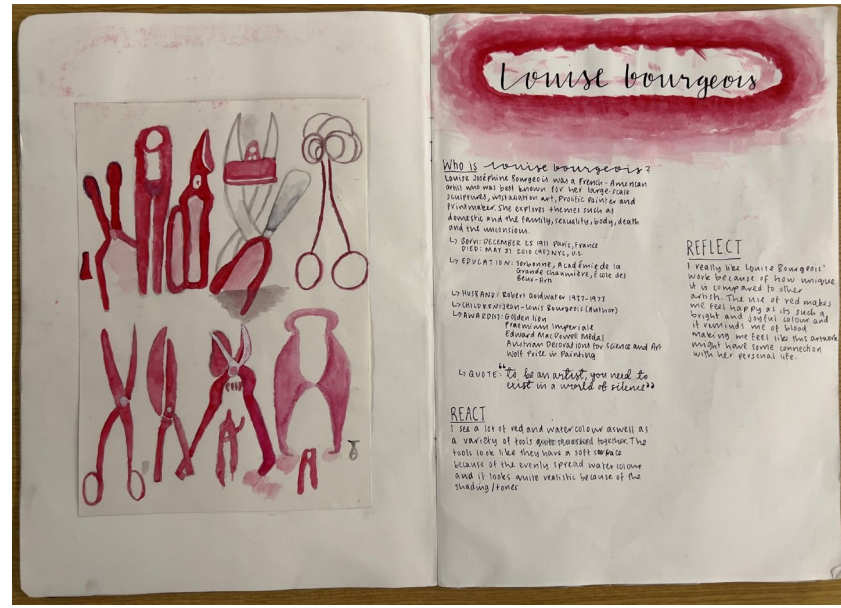 Louise bourgeois
Who is Louise bourgeois?
Louise Joséphine Bourgeois was a French-American
artist who was best known for her large-scale
sculptures, installation art, Prolific Painter and
Printmaker. She explores themes such as
domestic and the family, sexuality, body, death
and the unconsious.
↳ Born: DECEMBER 25 1911 Paris, France
DIED: MAY 31 2010 (98) NYC, U.S.
↳ EDUCATION: Sorbonne, Académie de la
Grande Chaumière, École des
Beux-Arts
↳ HUSBAND: Robert Goldwater 1937-1973
↳ CHILDREN: Jean-Louis Bourgeois (Author)
↳ AWARD(S): Golden lion
Praemium Imperiale
Edward MacDowell Medal
Austrian Decorations for Science and Art
Wolf Prize in Painting
↳ QUOTE: "to be an artist, you need to
exist in a world of silence"
REACT
I see a lot of red and watercolour aswell as
a variety of tools quite squashed together. The
tools look like they have a soft surface
because of the evenly spread watercolour
and it looks quite realistic because of the
shading/tones
REFLECT
I really like Louise Bourgeois'
work because of how unique
it is compared to other
artish. The use of red makes
me feel happy as its such a
bright and joyful colour and
it reminds me of blood
making me feel like this artwork
might have some connection
with her personal life.